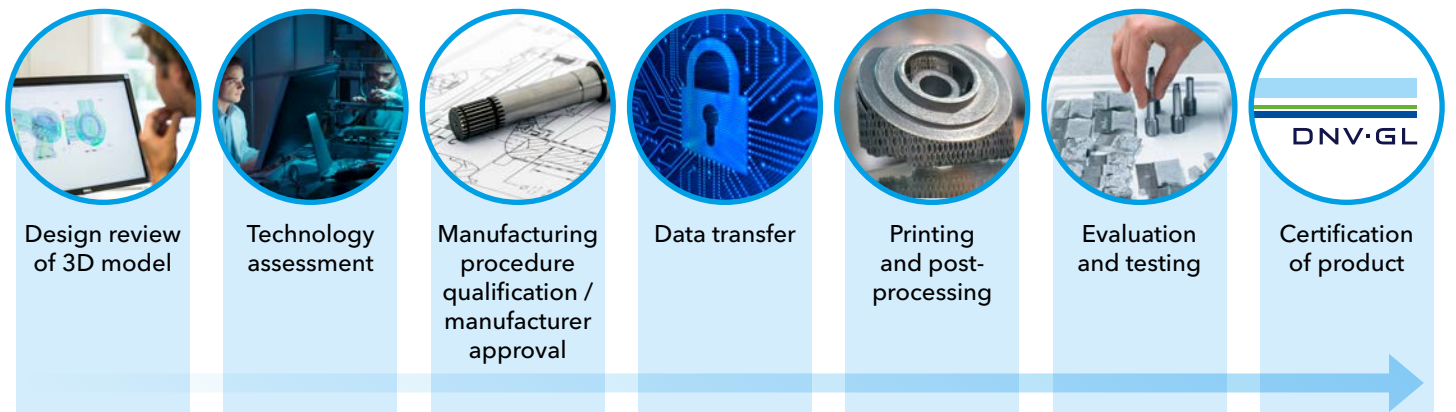 Design review
of 3D model
Technology
assessment
Manufacturing
procedure
qualification /
manufacturer
approval
Data transfer
Printing
and post-
processing
Evaluation
and testing
DNV·GL
Certification
of product